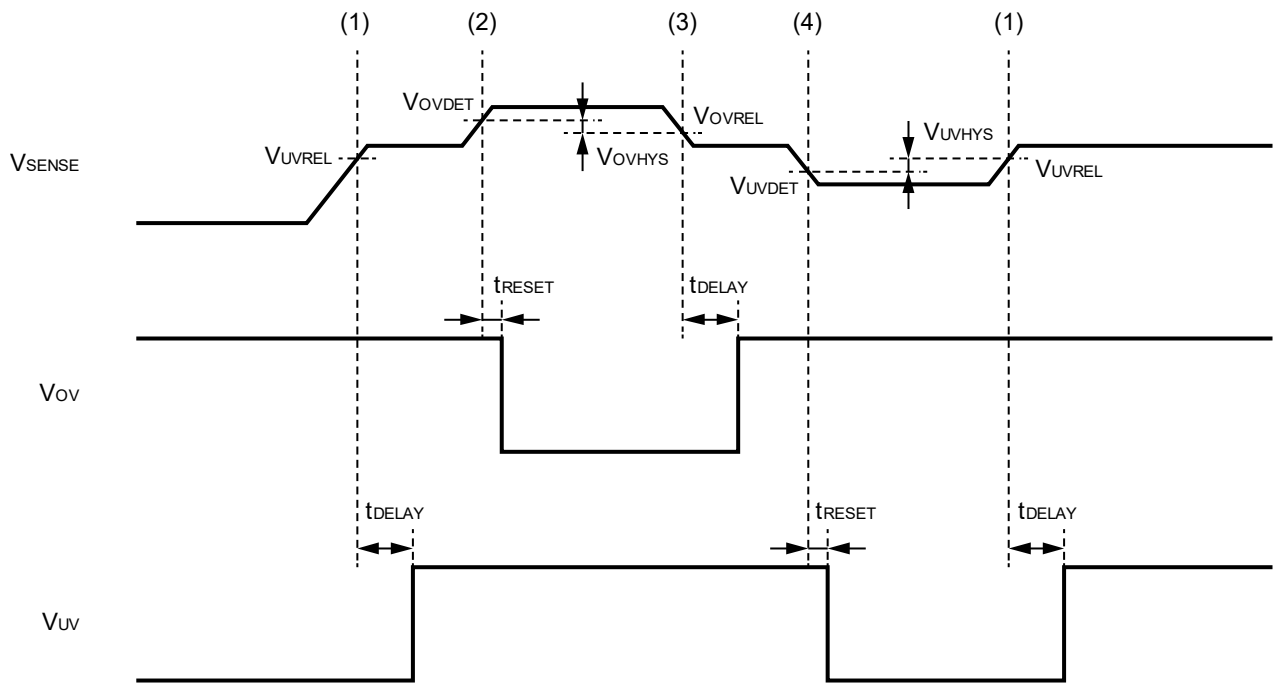 (1) (2) (3) (4) (1)
VOVDET VOVREL VUVHYS
VUVREL VOVHYS
VSENSE VUVDET VUVREL
tRESET tDELAY
VOV
tDELAY tRESET tDELAY
VUV